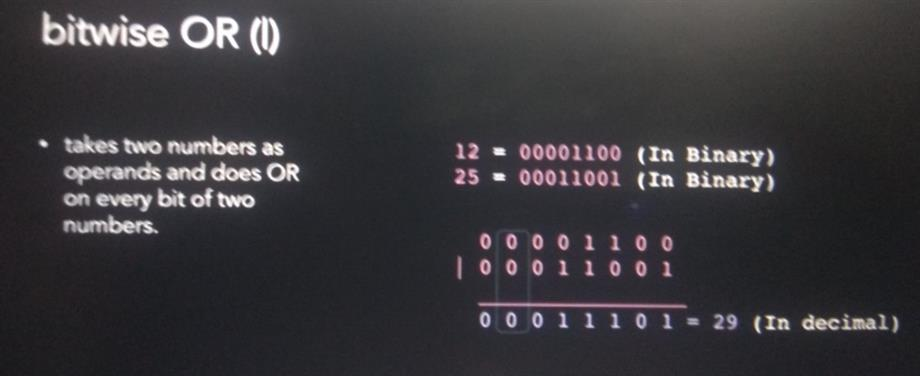 bitwise OR (|)
• takes two numbers as
operands and does OR
on every bit of two
numbers.
12 = 00001100 (In Binary)
25 = 00011001 (In Binary)
0 0 0 0 1 1 0 0
| 0 0 0 1 1 0 0 1
0 0 0 1 1 1 0 1 = 29 (In decimal)